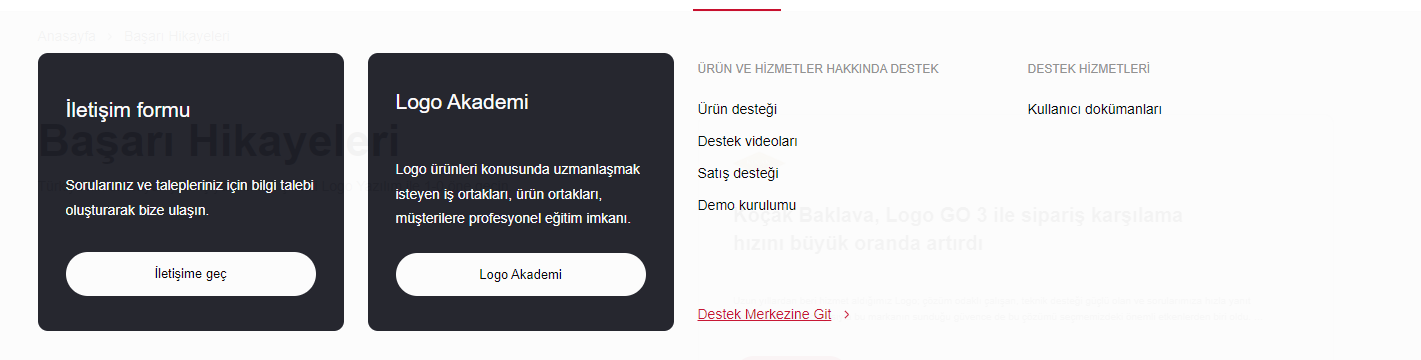 Anasayfa > Başarı Hikayeleri
İletişim formu
Başarı Hikayeleri
Sorularınız ve talepleriniz için bilgi talebi
oluşturarak bize ulaşın.
İletişime geç
Logo Akademi
Logo ürünleri konusunda uzmanlaşmak
isteyen iş ortakları, ürün ortakları,
müşterilere profesyonel eğitim imkanı.
Logo Akademi
ÜRÜN VE HİZMETLER HAKKINDA DESTEK
Ürün desteği
Destek videoları
Satış desteği
Demo kurulumu
Destek Merkezine Git >
DESTEK HİZMETLERİ
Kullanıcı dokümanları
Koçak Baklava, Logo GO 3 ile sipariş karşılama
hızını büyük oranda artırdı